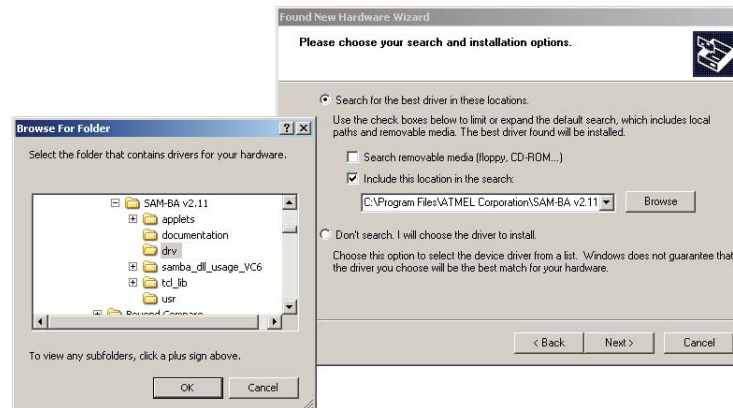 Found New Hardware Wizard
Please choose your search and installation options.
Search for the best driver in these locations.
Use the check boxes below to limit or expand the default search, which includes local
paths and removable media. The best driver found will be installed.
Search removable media (floppy, CD-ROM...)
Include this location in the search:
C:\Program Files\ATMEL Corporation\SAM-BA v2.11
Browse
Don't search. I will choose the driver to install.
Choose this option to select the device driver from a list. Windows does not guarantee that
the driver you choose will be the best match for your hardware.
< Back
Next >
Cancel
Browse For Folder
Select the folder that contains drivers for your hardware.
SAM-BA v2.11
applets
documentation
drv
samba_dll_usage_VC6
tcl_lib
usr
Beyond Compare
To view any subfolders, click a plus sign above.
OK
Cancel